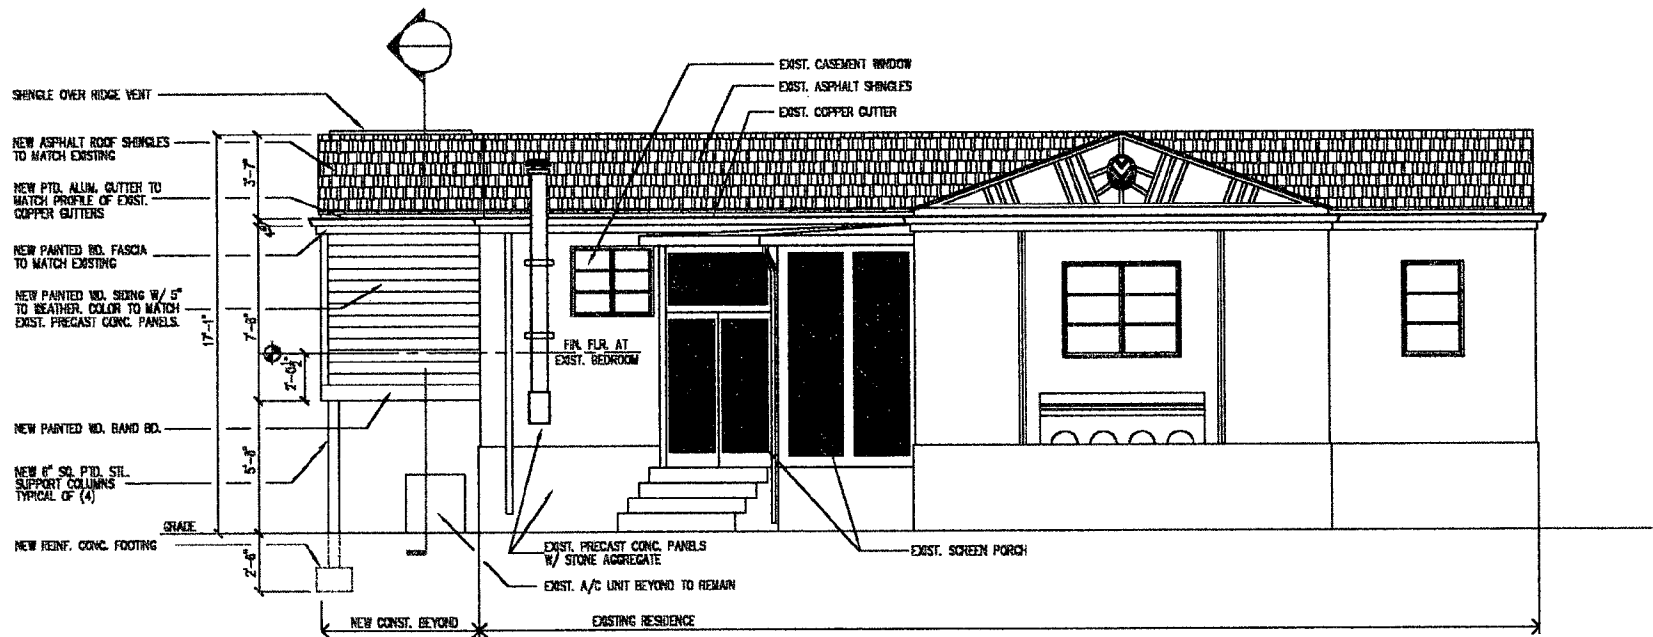 EXIST. CASEMENT WINDOW
EXIST. ASPHALT SHINGLES
EXIST. COPPER GUTTER
SHINGLE OVER RIDGE VENT
NEW ASPHALT ROOF SHINGLES
TO MATCH EXISTING
NEW PTD. ALUM. GUTTER TO
MATCH PROFILE OF EXIST.
COPPER GUTTERS
NEW PAINTED WD. FASCIA
TO MATCH EXISTING
NEW PAINTED WD. SIDING W/ 5"
TO WEATHER. COLOR TO MATCH
EXIST. PRECAST CONC. PANELS.
NEW PAINTED WD. BAND BD.
NEW 6" SQ. PTD. STL.
SUPPORT COLUMNS
TYPICAL OF (4)
GRADE
NEW REINF. CONC. FOOTING
17'-1"
3'-7"
2'-0½"
2'-6"
FIN. FLR. AT
EXIST. BEDROOM
EXIST. PRECAST CONC. PANELS
W/ STONE AGGREGATE
EXIST. SCREEN PORCH
EXIST. A/C UNIT BEYOND TO REMAIN
NEW CONST. BEYOND
EXISTING RESIDENCE